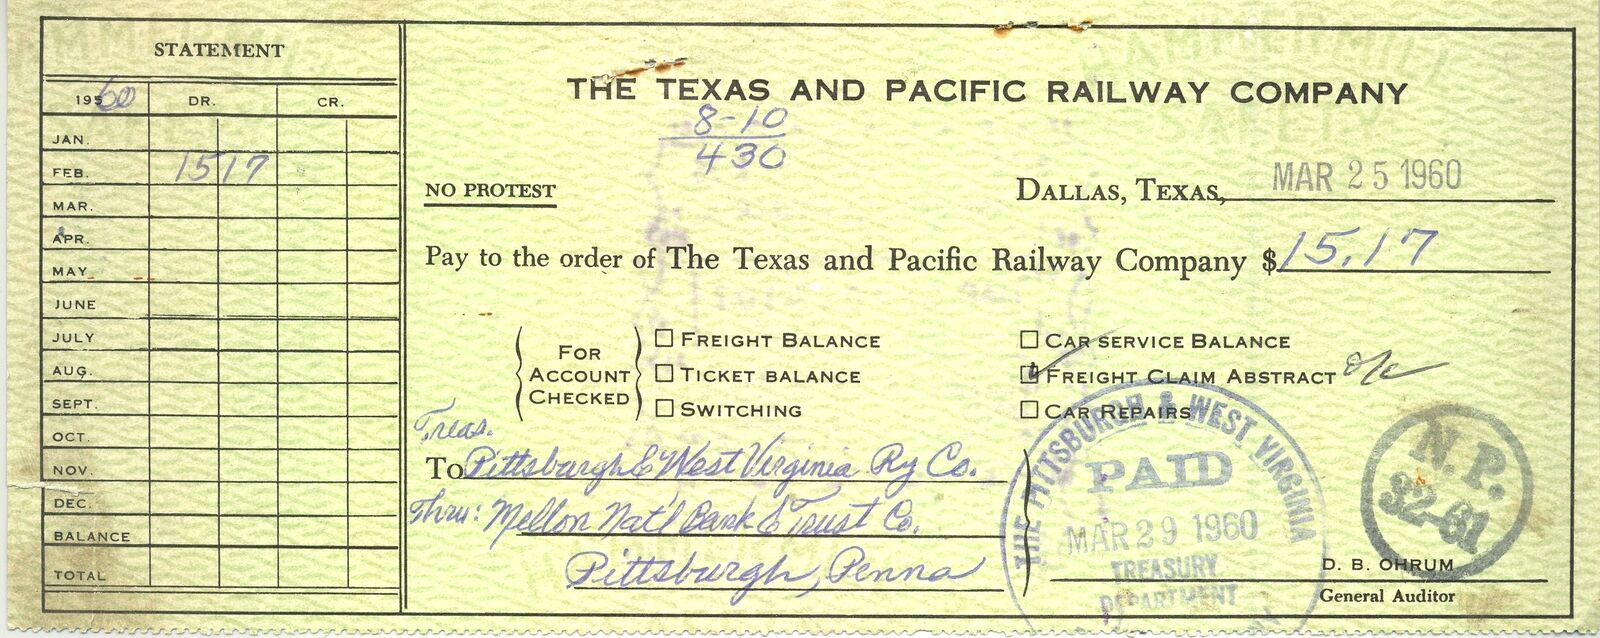 STATEMENT
1960 DR. CR.
JAN.
FEB. 15 17
MAR.
APR.
MAY
JUNE
JULY
AUG.
SEPT.
OCT.
NOV.
DEC.
BALANCE
TOTAL
THE TEXAS AND PACIFIC RAILWAY COMPANY
8-10
430
NO PROTEST
DALLAS, TEXAS, MAR 25 1960
Pay to the order of The Texas and Pacific Railway Company $ 15.17
FOR ACCOUNT CHECKED
FREIGHT BALANCE
TICKET BALANCE
SWITCHING
CAR SERVICE BALANCE
FREIGHT CLAIM ABSTRACT
CAR REPAIRS
Treas.
To Pittsburgh & West Virginia Ry Co.
Thru: Mellon Nat'l Bank & Trust Co.
Pittsburgh, Penna
THE PITTSBURGH & WEST VIRGINIA
PAID
MAR 29 1960
TREASURY
DEPARTMENT
N.P.
32-61
D. B. OHRUM
General Auditor